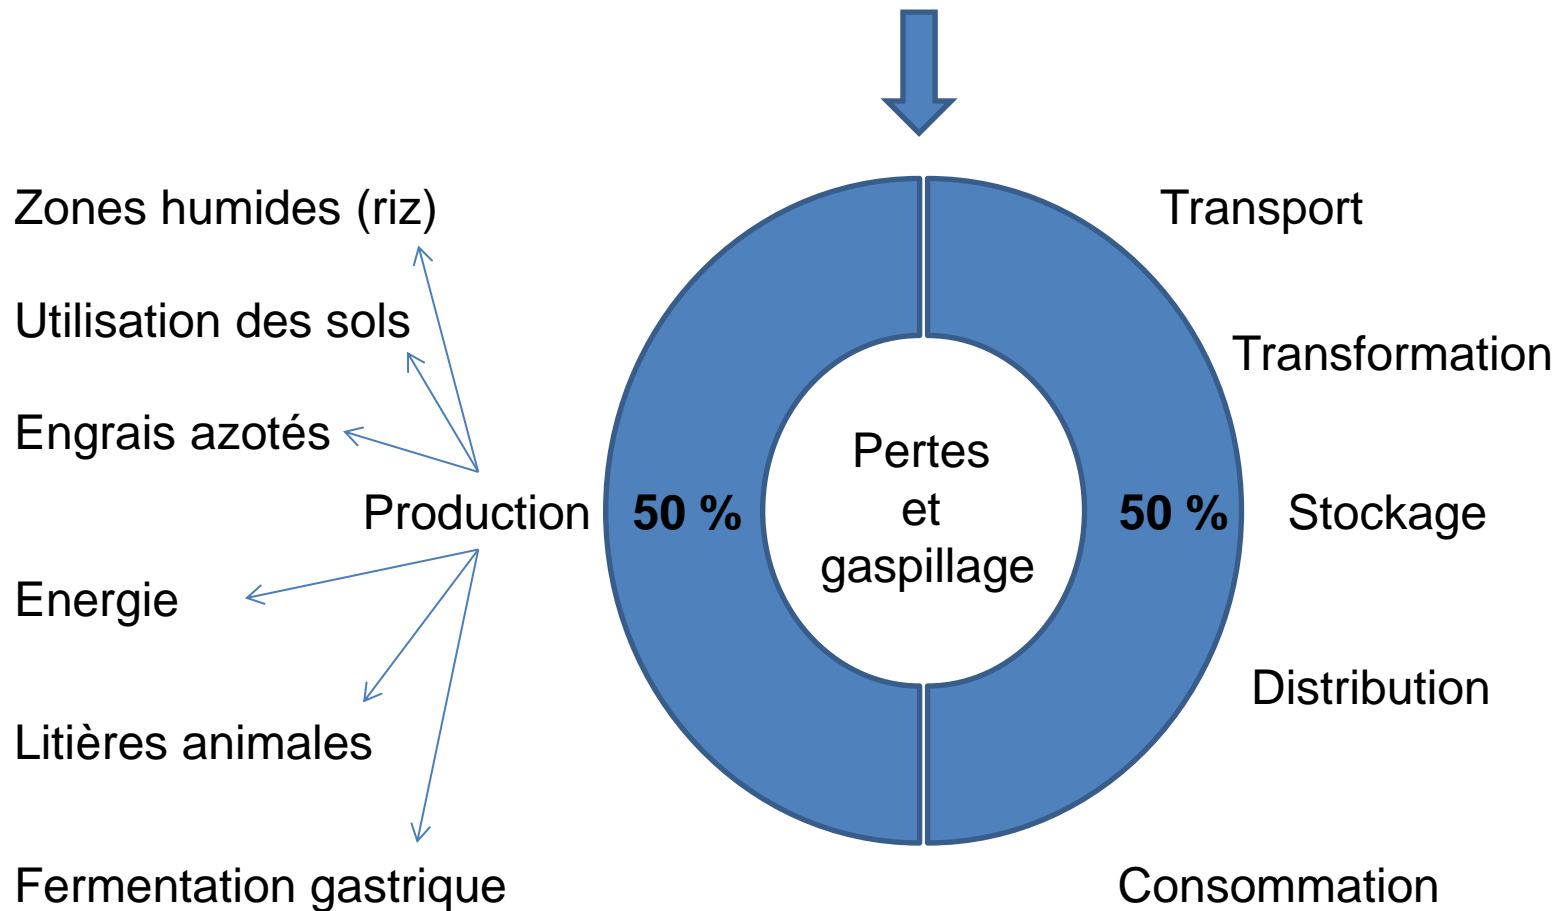 Zones humides (riz)
Utilisation des sols
Engrais azotés
Production
Energie
Litières animales
Fermentation gastrique
50 %
Pertes
et
gaspillage
50 %
Transport
Transformation
Stockage
Distribution
Consommation